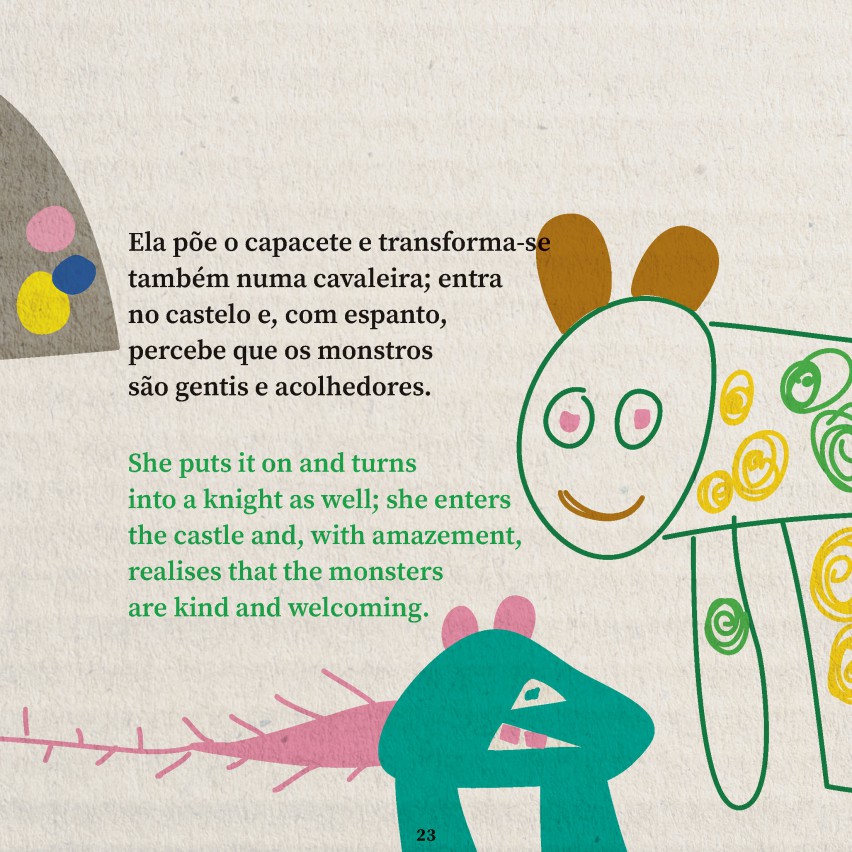 Ela põe o capacete e transforma-se
também numa cavaleira; entra
no castelo e, com espanto,
percebe que os monstros
são gentis e acolhedores.
She puts it on and turns
into a knight as well; she enters
the castle and, with amazement,
realises that the monsters
are kind and welcoming.
23